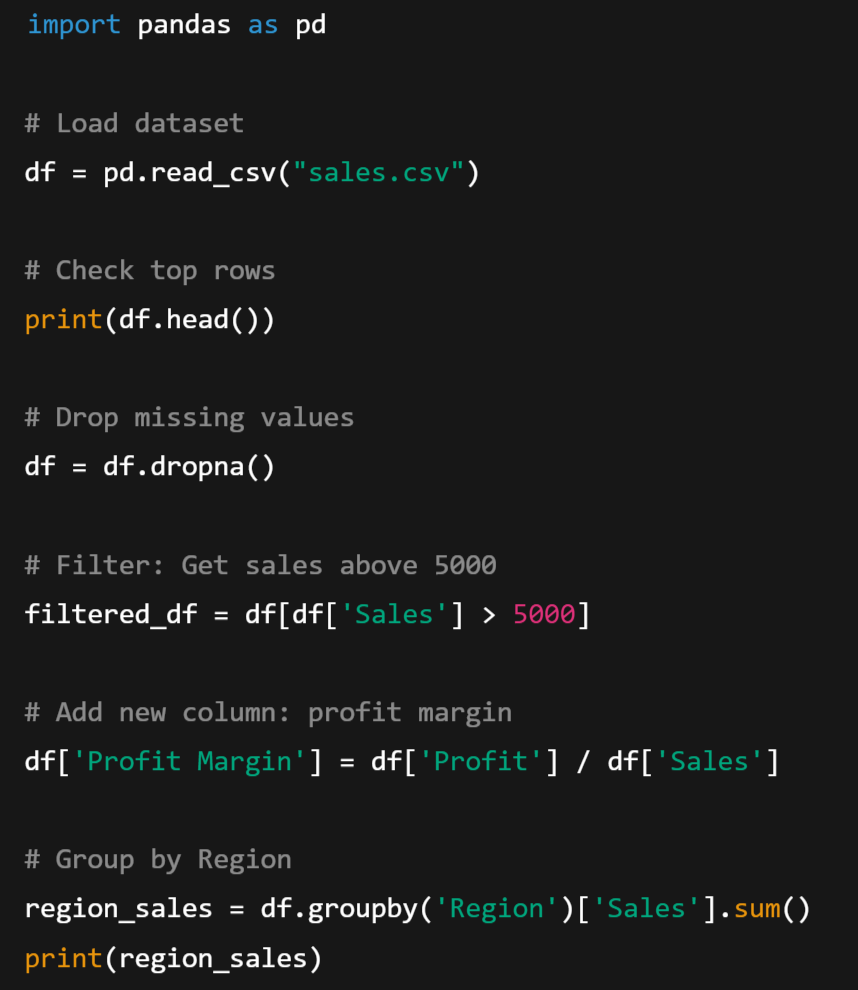 import pandas as pd
# Load dataset
df = pd.read_csv("sales.csv")
# Check top rows
print(df.head())
# Drop missing values
df = df.dropna()
# Filter: Get sales above 5000
filtered_df = df[df['Sales'] > 5000]
# Add new column: profit margin
df['Profit Margin'] = df['Profit'] / df['Sales']
# Group by Region
region_sales = df.groupby('Region')['Sales'].sum()
print(region_sales)